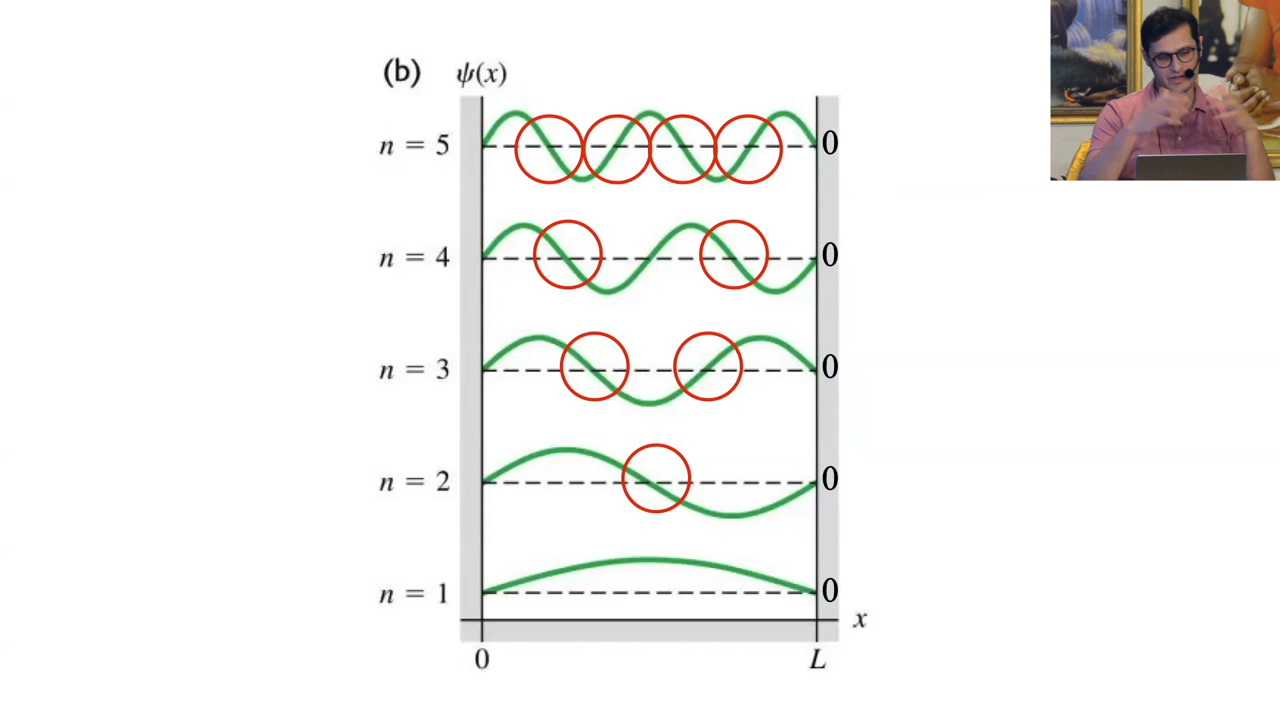 (b) ψ(x)
n = 5 0
n = 4 0
n = 3 0
n = 2 0
n = 1 0
x
0 L